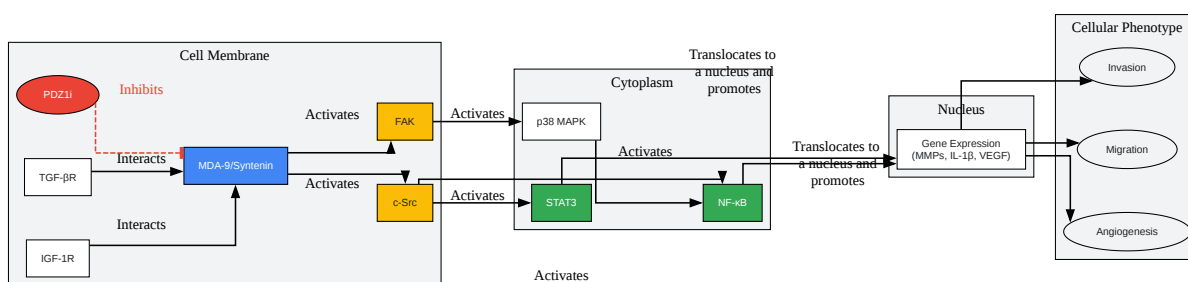 Cell Membrane
PDZ1i
Inhibits
TGF-βR
Interacts
MDA-9/Syntenin
IGF-1R
Interacts
Activates
FAK
Activates
c-Src
Activates
Activates
Cytoplasm
p38 MAPK
Activates
STAT3
NF-κB
Activates
Translocates to
a nucleus and
promotes
Translocates to
a nucleus and
promotes
Nucleus
Gene Expression
(MMPs, IL-1β, VEGF)
Cellular Phenotype
Invasion
Migration
Angiogenesis